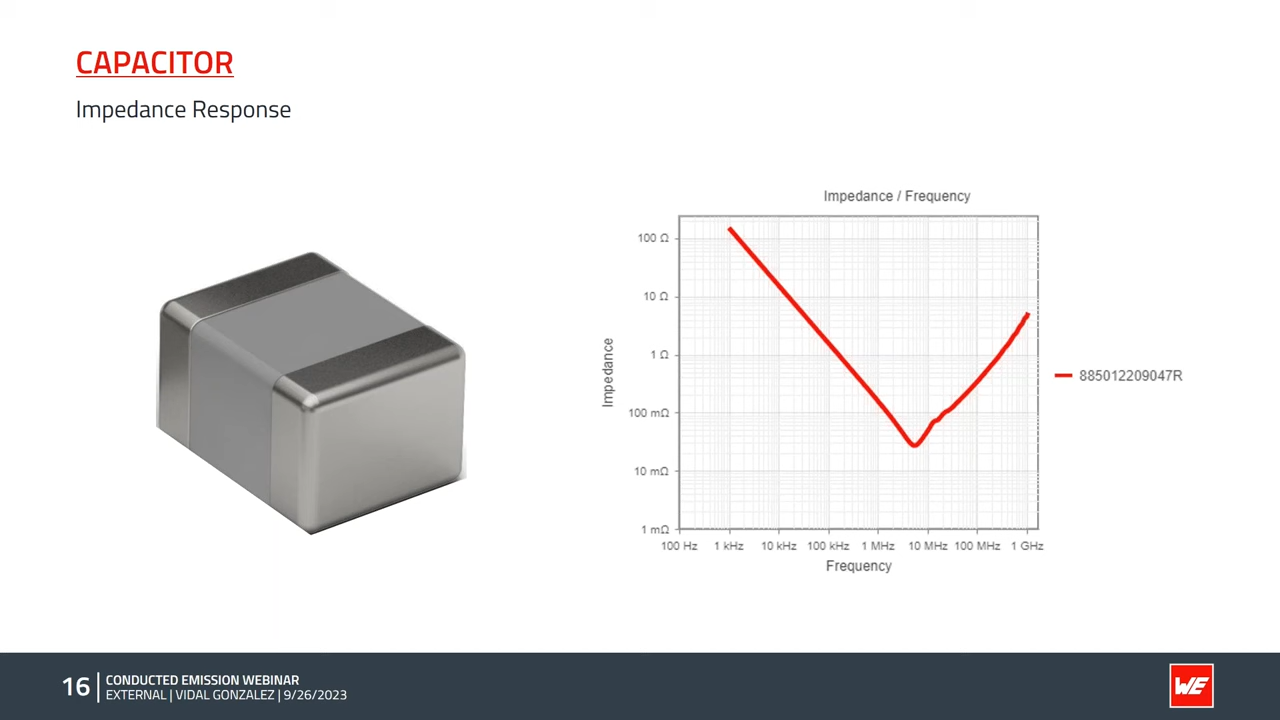 CAPACITOR
Impedance Response
Impedance / Frequency
100 Ω
10 Ω
1 Ω
100 mΩ
10 mΩ
1 mΩ
Impedance
100 Hz 1 kHz 10 kHz 100 kHz 1 MHz 10 MHz 100 MHz 1 GHz
Frequency
885012209047R
16
CONDUCTED EMISSION WEBINAR
EXTERNAL | VIDAL GONZALEZ | 9/26/2023
WE